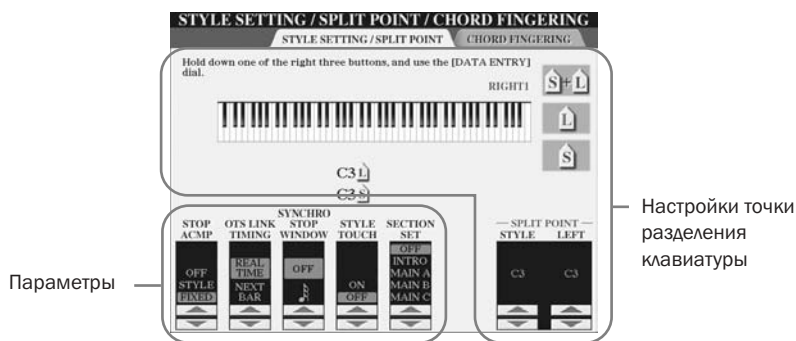 STYLE SETTING / SPLIT POINT / CHORD FINGERING
STYLE SETTING / SPLIT POINT CHORD FINGERING
Hold down one of the right three buttons, and use the [DATA ENTRY]
dial.
RIGHT1
S + L
L
S
C3 L
C3 S
STOP ACMP
OFF
STYLE
FIXED
OTS LINK TIMING
REAL TIME
NEXT BAR
SYNCHRO STOP WINDOW
OFF
STYLE TOUCH
ON
OFF
SECTION SET
OFF
INTRO
MAIN A
MAIN B
MAIN C
SPLIT POINT
STYLE LEFT
C3 C3
Параметры
Настройки точки
разделения
клавиатуры